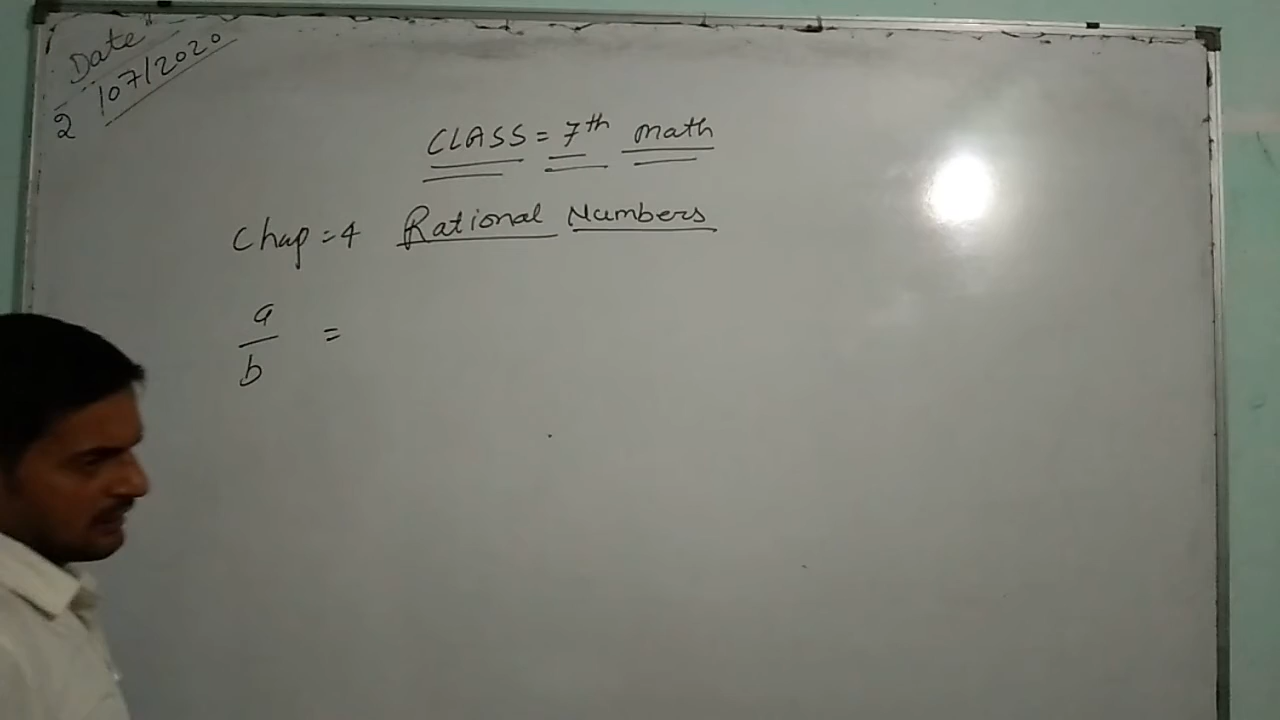 Date
2/07/2020
CLASS = 7th math
Chap = 4 Rational Numbers
a
b
=